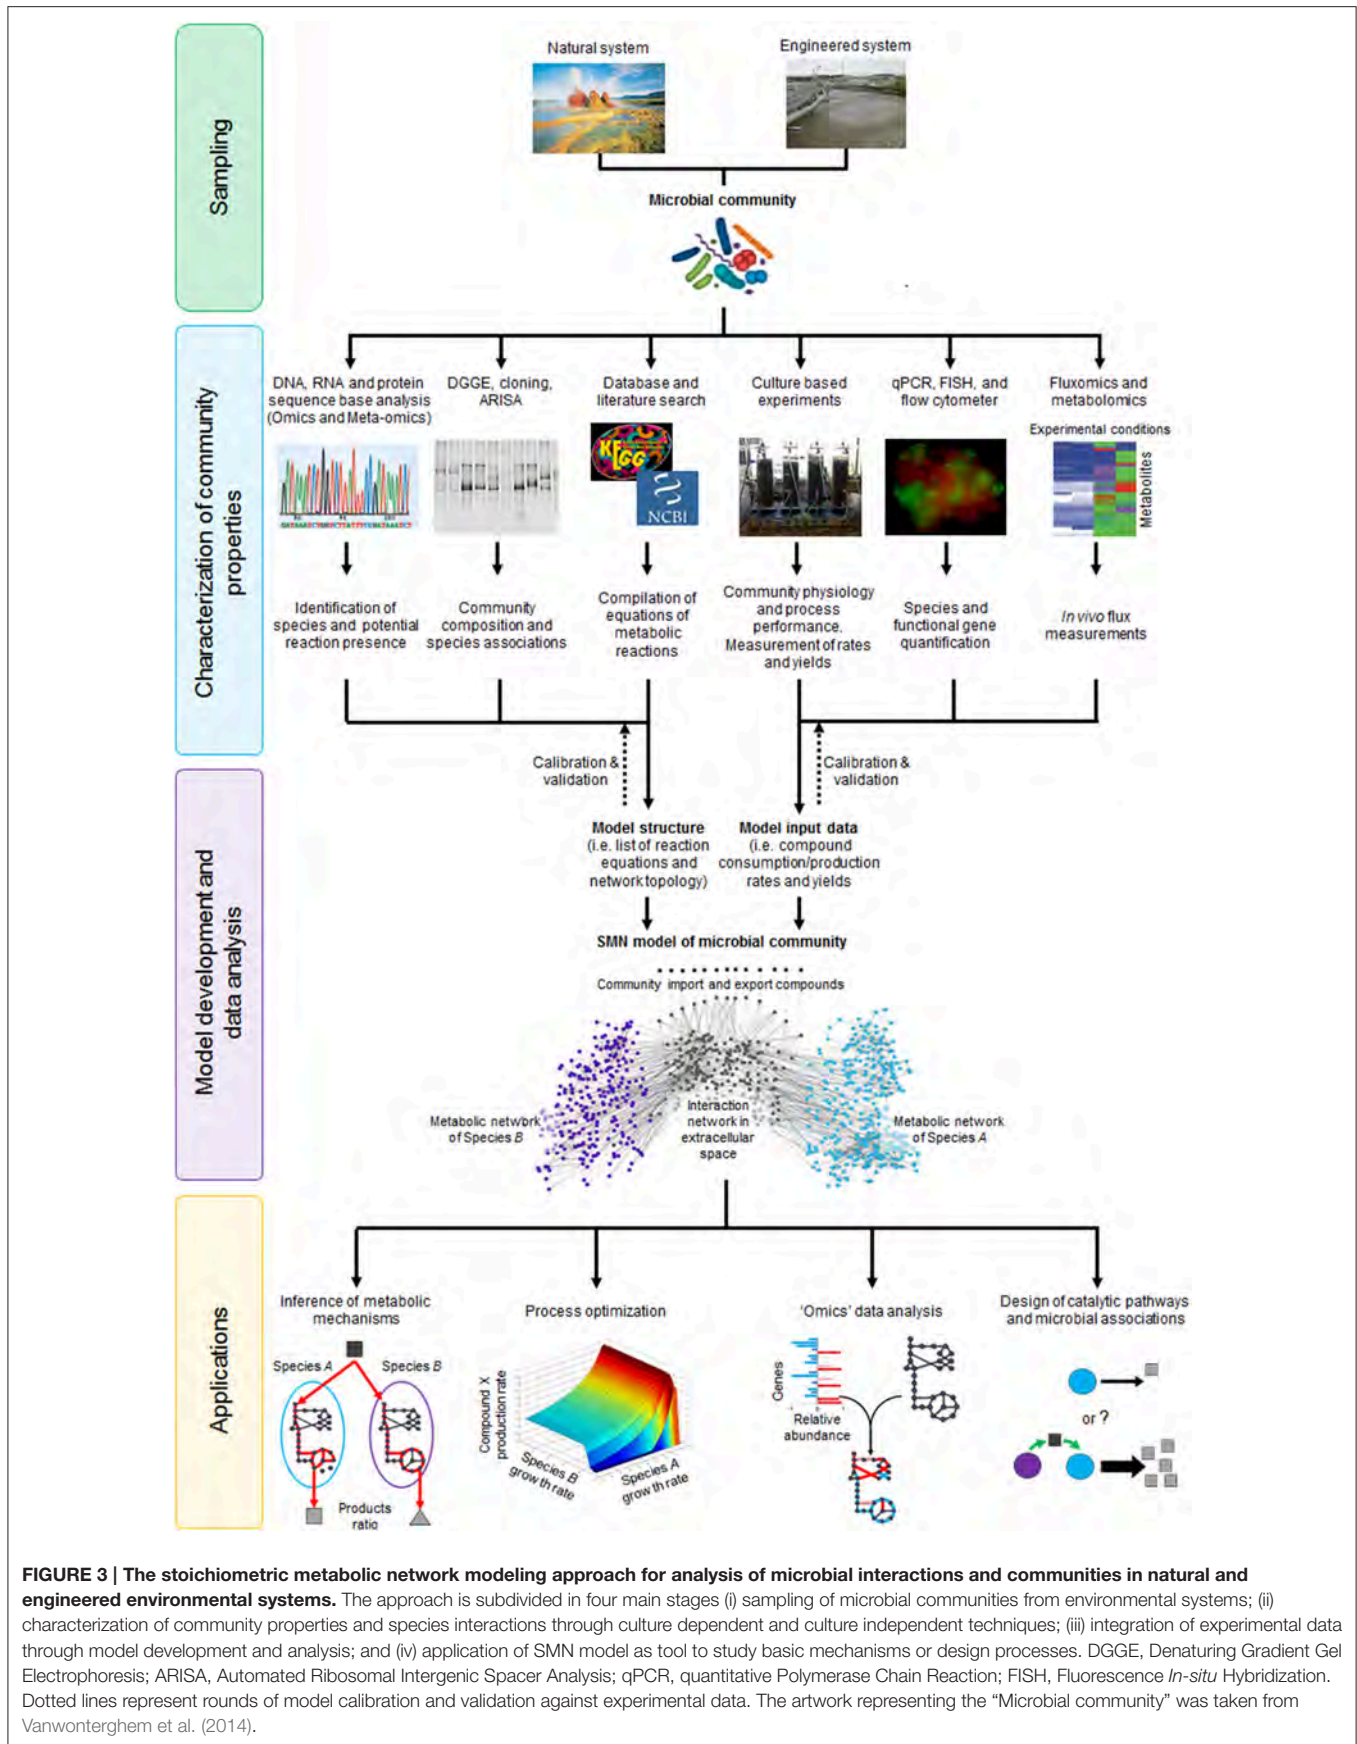 Sampling
Natural system
Engineered system
Microbial community
Characterization of community
properties
DNA, RNA and protein
sequence base analysis
(Omics and Meta-omics)
DGGE, cloning,
ARISA
Database and
literature search
Culture based
experiments
qPCR, FISH, and
flow cytometer
Fluxomics and
metabolomics
Experimental conditions
Metabolites
KEGG
NCBI
Identification of
species and potential
reaction presence
Community
composition and
species associations
Compilation of
equations of
metabolic
reactions
Community physiology
and process
performance.
Measurement of rates
and yields
Species and
functional gene
quantification
In vivo flux
measurements
Model development and
data analysis
Calibration &
validation
Calibration &
validation
Model structure
(i.e. list of reaction
equations and
network topology)
Model input data
(i.e. compound
consumption/production
rates and yields
SMN model of microbial community
Community import and export compounds
Metabolic network
of Species B
Interaction
network in
extracellular
space
Metabolic network
of Species A
Applications
Inference of metabolic
mechanisms
Species A
Species B
Products
ratio
Process optimization
Compound X
production rate
Species B
growth rate
Species A
growth rate
'Omics' data analysis
Genes
Relative
abundance
Design of catalytic pathways
and microbial associations
or ?
FIGURE 3 | The stoichiometric metabolic network modeling approach for analysis of microbial interactions and communities in natural and
engineered environmental systems. The approach is subdivided in four main stages (i) sampling of microbial communities from environmental systems; (ii)
characterization of community properties and species interactions through culture dependent and culture independent techniques; (iii) integration of experimental data
through model development and analysis; and (iv) application of SMN model as tool to study basic mechanisms or design processes. DGGE, Denaturing Gradient Gel
Electrophoresis; ARISA, Automated Ribosomal Intergenic Spacer Analysis; qPCR, quantitative Polymerase Chain Reaction; FISH, Fluorescence In-situ Hybridization.
Dotted lines represent rounds of model calibration and validation against experimental data. The artwork representing the “Microbial community” was taken from
Vanwonterghem et al. (2014).